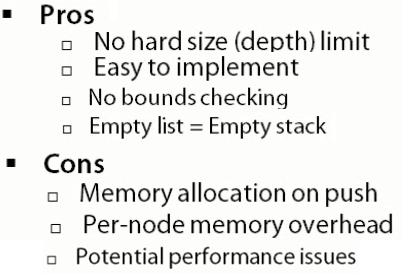 Pros
No hard size (depth) limit
Easy to implement
No bounds checking
Empty list = Empty stack
Cons
Memory allocation on push
Per-node memory overhead
Potential performance issues